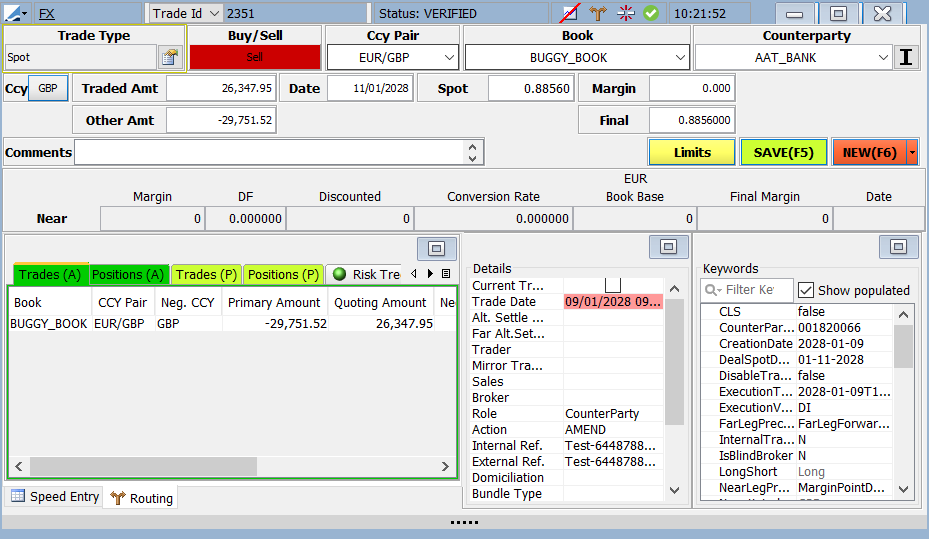 FX Trade Id 2351 Status: VERIFIED 10:21:52
Trade Type Buy/Sell Ccy Pair Book Counterparty
Spot Sell EUR/GBP BUGGY_BOOK AAT_BANK
Ccy GBP Traded Amt 26,347.95 Date 11/01/2028 Spot 0.88560 Margin 0.000
Other Amt -29,751.52 Final 0.8856000
Comments Limits SAVE(F5) NEW(F6)
EUR
Margin DF Discounted Conversion Rate Book Base Final Margin Date
Near 0 0.000000 0 0.000000 0 0
Trades (A) Positions (A) Trades (P) Positions (P) Risk Tre
Book CCY Pair Neg. CCY Primary Amount Quoting Amount Ne
BUGGY_BOOK EUR/GBP GBP -29,751.52 26,347.95
Speed Entry Routing
Details
Current Tr...
Trade Date 09/01/2028 09...
Alt. Settle ...
Far Alt.Set...
Trader
Mirror Tra...
Sales
Broker
Role CounterParty
Action AMEND
Internal Ref. Test-6448788...
External Ref. Test-6448788...
Domiciliation
Bundle Type
Keywords
Filter Ke Show populated
CLS false
CounterPar... 001820066
CreationDate 2028-01-09
DealSpotD... 01-11-2028
DisableTra... false
ExecutionT... 2028-01-09T1...
ExecutionV... DI
FarLegPrec... FarLegForwar...
InternalTra... N
IsBlindBroker N
LongShort Long
NearLegPr... MarginPointD...